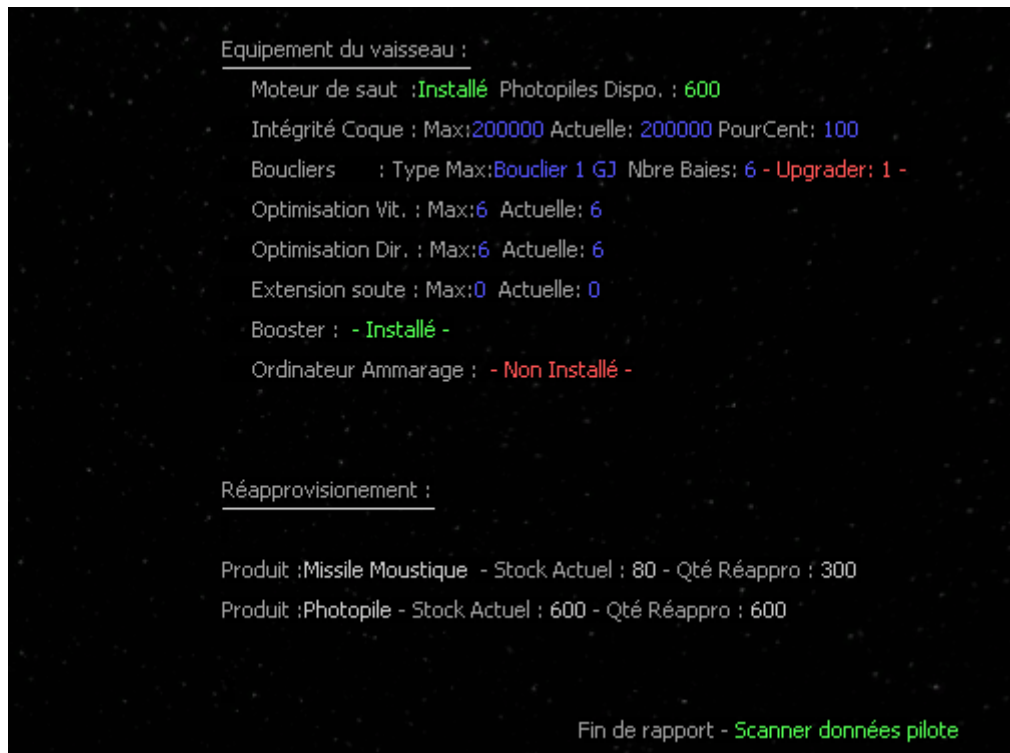 Equipement du vaisseau :
Moteur de saut :Installé Photopiles Dispo. : 600
Intégrité Coque : Max:200000 Actuelle: 200000 PourCent: 100
Boucliers : Type Max:Bouclier 1 GJ Nbre Baies: 6 - Upgrader: 1 -
Optimisation Vit. : Max:6 Actuelle: 6
Optimisation Dir. : Max:6 Actuelle: 6
Extension soute : Max:0 Actuelle: 0
Booster : - Installé -
Ordinateur Ammarage : - Non Installé -
Réapprovisionement :
Produit :Missile Moustique - Stock Actuel : 80 - Qté Réappro : 300
Produit :Photopile - Stock Actuel : 600 - Qté Réappro : 600
Fin de rapport - Scanner données pilote